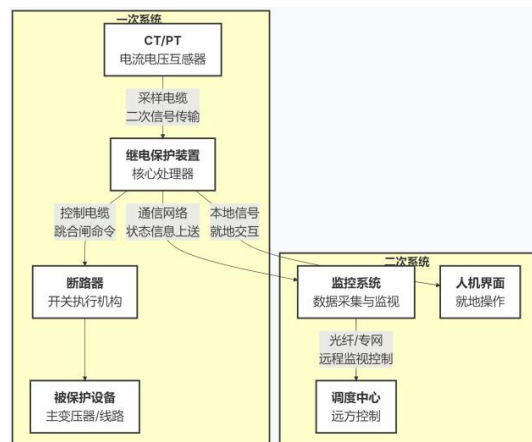 一次系统
CT/PT
电流电压互感器
采样电缆
二次信号传输
继电保护装置
核心处理器
控制电缆
跳合闸命令
通信网络
状态信息上送
本地信号
就地交互
断路器
开关执行机构
被保护设备
主变压器/线路
二次系统
监控系统
数据采集与监视
人机界面
就地操作
光纤/专网
远程监视控制
调度中心
远方控制